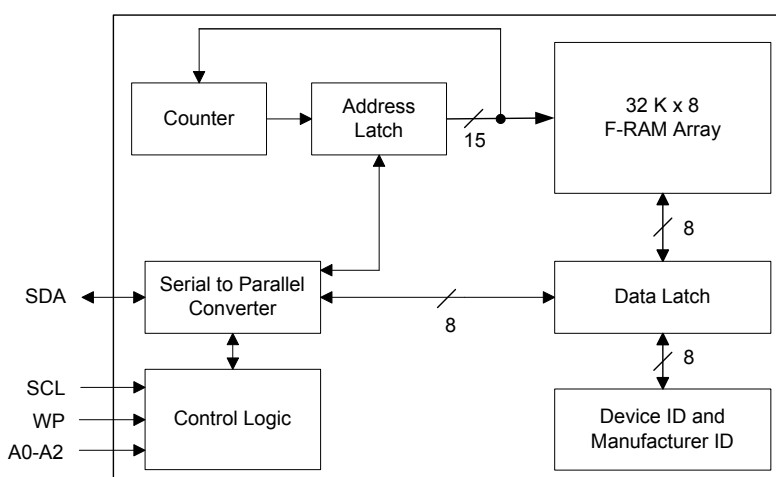 Counter
Address
Latch
15
32 K x 8
F-RAM Array
8
SDA
Serial to Parallel
Converter
8
Data Latch
8
SCL
WP
A0-A2
Control Logic
Device ID and
Manufacturer ID